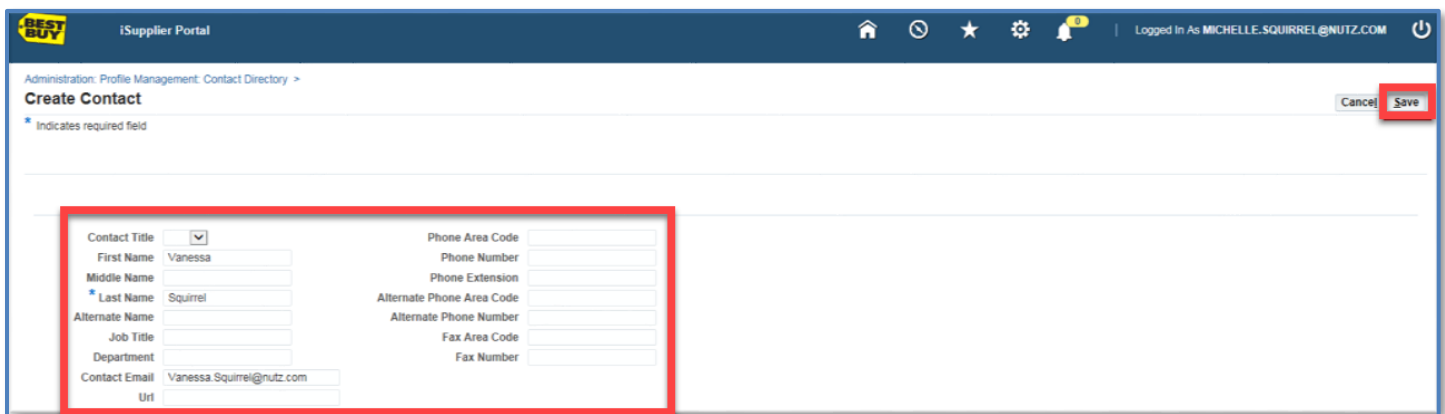 BEST
BUY
iSupplier Portal
0
Logged In As MICHELLE.SQUIRREL@NUTZ.COM
Administration: Profile Management: Contact Directory >
Create Contact
Cancel Save
* Indicates required field
Contact Title
First Name Vanessa
Middle Name
* Last Name Squirrel
Alternate Name
Job Title
Department
Contact Email Vanessa.Squirrel@nutz.com
Url
Phone Area Code
Phone Number
Phone Extension
Alternate Phone Area Code
Alternate Phone Number
Fax Area Code
Fax Number